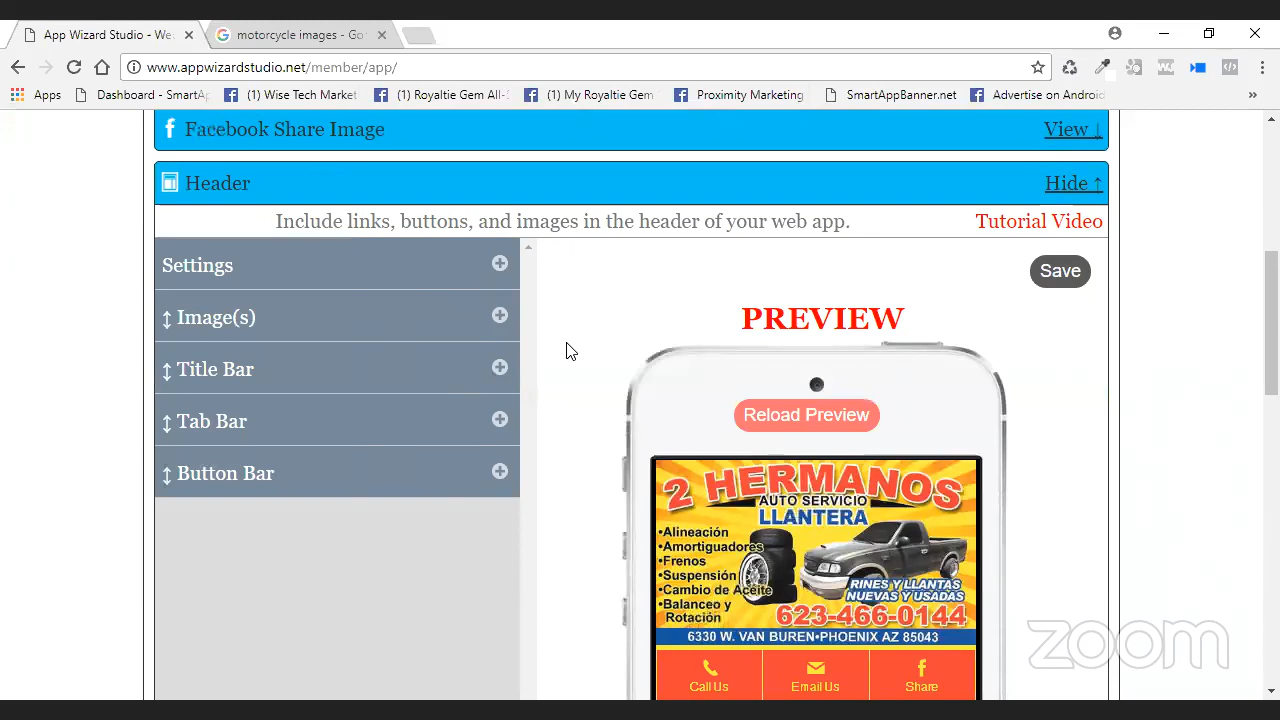 App Wizard Studio - We
motorcycle images - Go
www.appwizardstudio.net/member/app/
Apps
Dashboard - SmartAp
(1) Wise Tech Market
(1) Royaltie Gem All-S
(1) My Royaltie Gem
Proximity Marketing
SmartAppBanner.net
Advertise on Android
»
Facebook Share Image
View ↓
Header
Hide ↑
Include links, buttons, and images in the header of your web app.
Tutorial Video
Settings
↕ Image(s)
↕ Title Bar
↕ Tab Bar
↕ Button Bar
Save
PREVIEW
Reload Preview
2 HERMANOS
AUTO SERVICIO
LLANTERA
•Alineación
•Amortiguadores
•Frenos
•Suspensión
•Cambio de Aceite
•Balanceo y
Rotación
RINES Y LLANTAS
NUEVAS Y USADAS
623-466-0144
6330 W. VAN BUREN•PHOENIX AZ 85043
Call Us
Email Us
Share
zoom